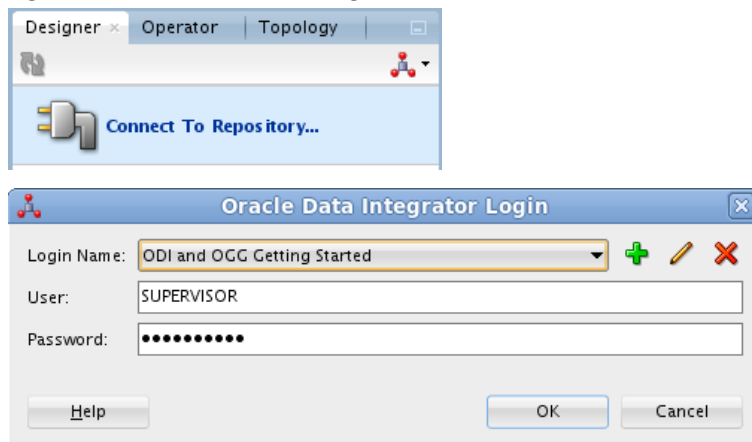 Designer Operator Topology
Connect To Repository...
Oracle Data Integrator Login
Login Name: ODI and OGG Getting Started
User: SUPERVISOR
Password: ●●●●●●●●●●
Help OK Cancel